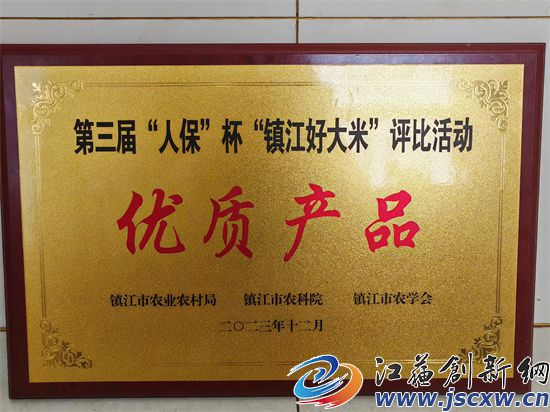 第三届“人保”杯“镇江好大米”评比活动
优质产品
镇江市农业农村局 镇江市农科院 镇江市农学会
二〇二三年十二月
江蘇創新网
www.jscxw.cn